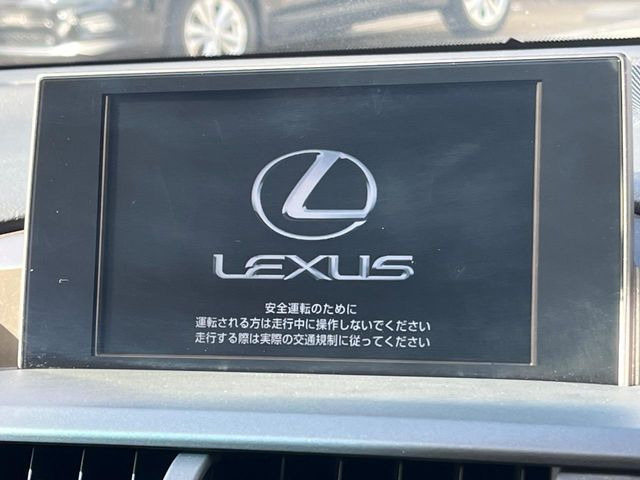 LEXUS
安全運転のために
運転される方は走行中に操作しないでください
走行する際は実際の交通規制に従ってください